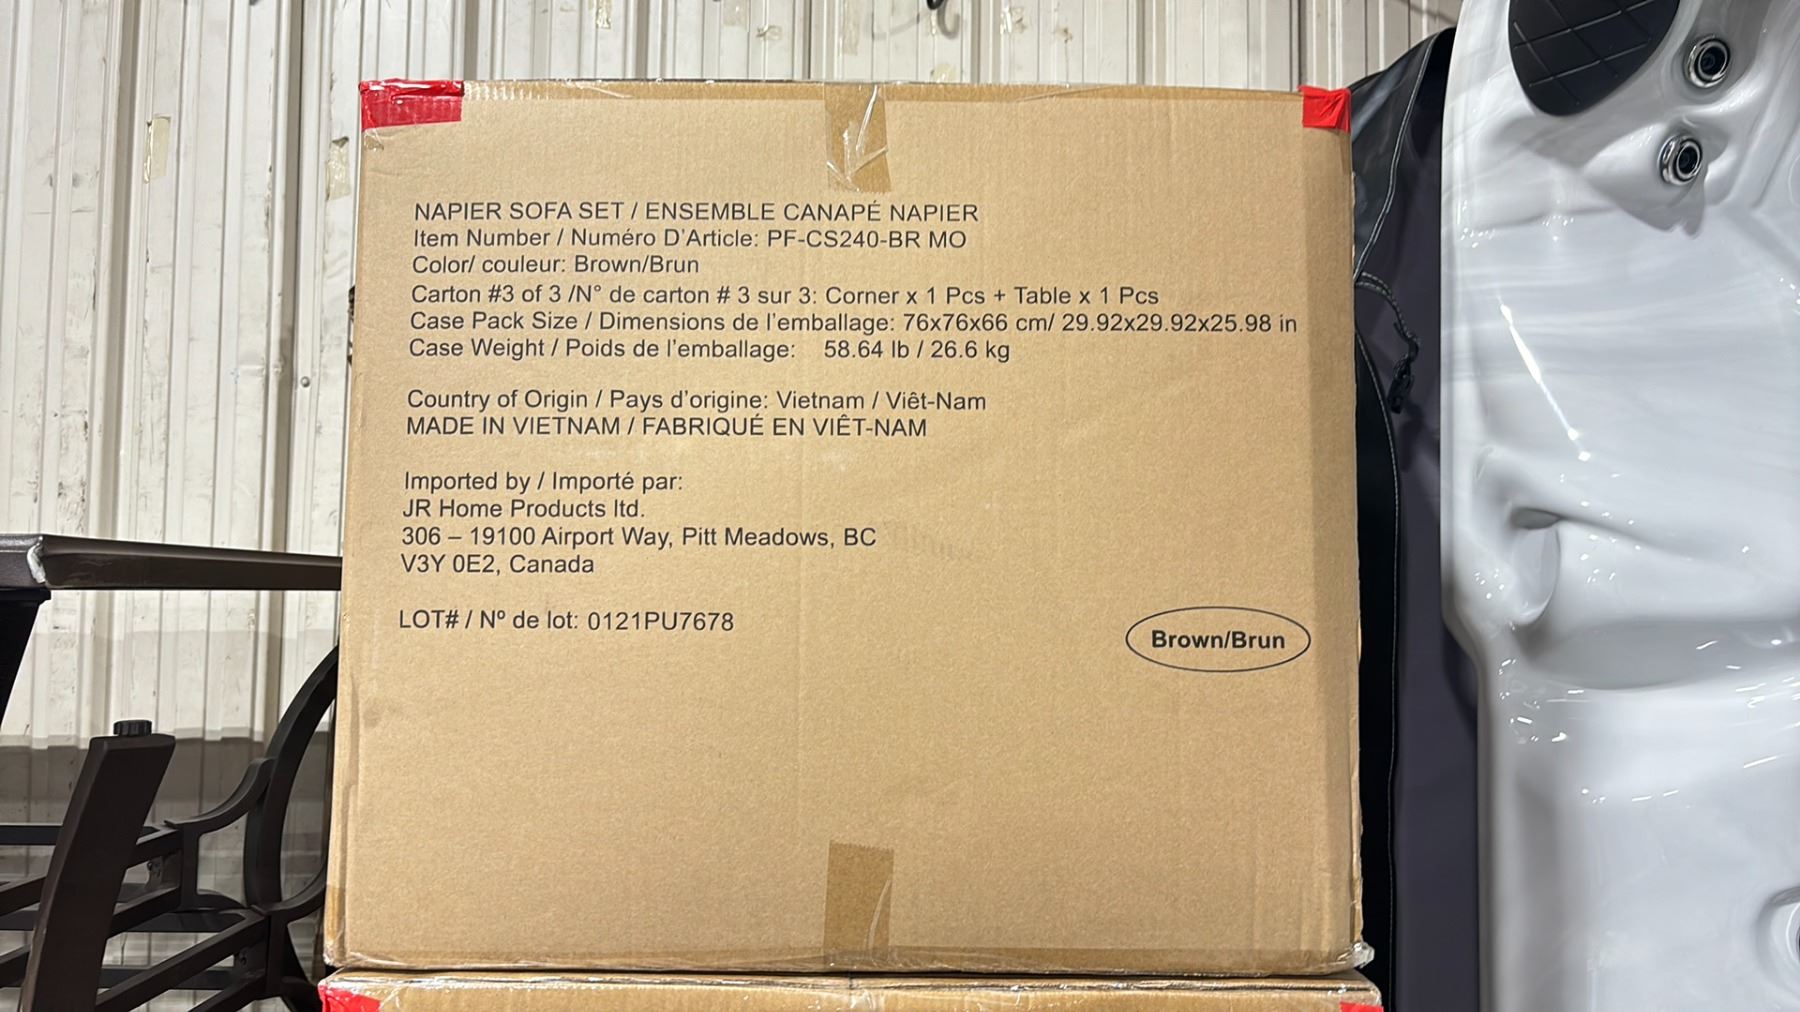 NAPIER SOFA SET / ENSEMBLE CANAPÉ NAPIER
Item Number / Numéro D'Article: PF-CS240-BR MO
Color/ couleur: Brown/Brun
Carton #3 of 3 /N° de carton # 3 sur 3: Corner x 1 Pcs + Table x 1 Pcs
Case Pack Size / Dimensions de l'emballage: 76x76x66 cm/ 29.92x29.92x25.98 in
Case Weight / Poids de l'emballage: 58.64 lb / 26.6 kg
Country of Origin / Pays d'origine: Vietnam / Viêt-Nam
MADE IN VIETNAM / FABRIQUÉ EN VIÊT-NAM
Imported by / Importé par:
JR Home Products ltd.
306 – 19100 Airport Way, Pitt Meadows, BC
V3Y 0E2, Canada
LOT# / Nº de lot: 0121PU7678
Brown/Brun